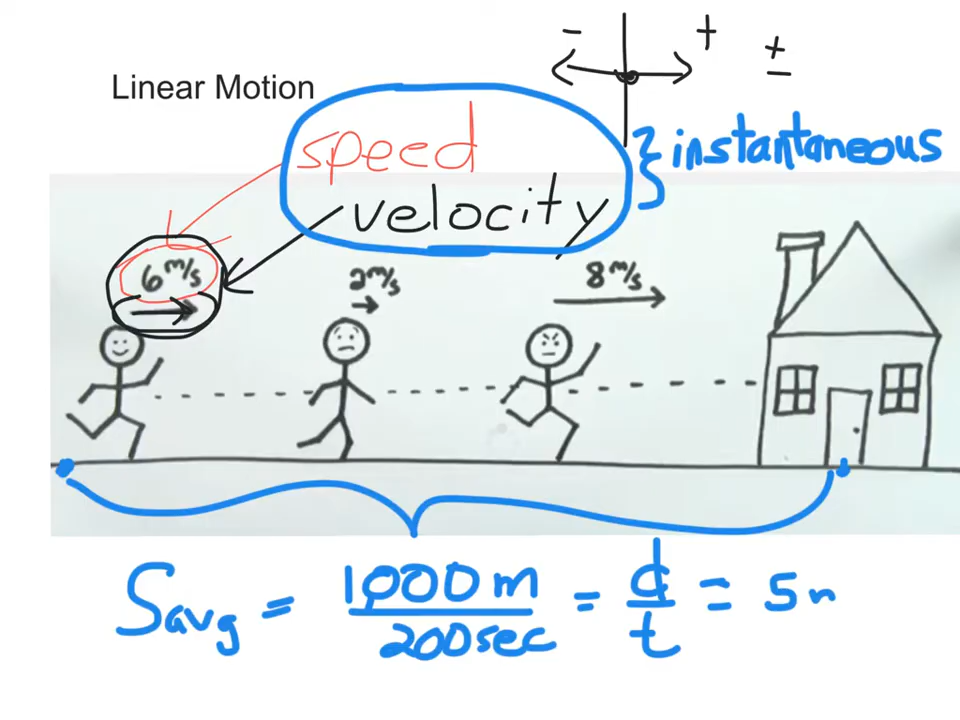 - + ±
Linear Motion
speed
velocity
} instantaneous
6 m/s
2 m/s
8 m/s
Savg = 1000m / 200sec = d / t = 5 m